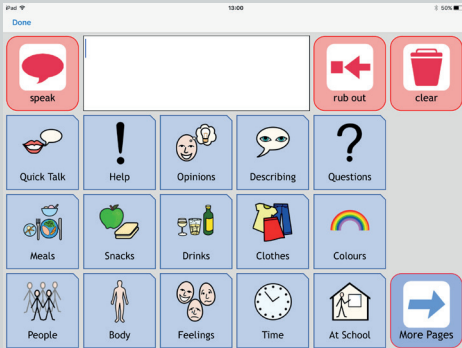 iPad 13:00 50%
Done
speak rub out clear
Quick Talk Help Opinions Describing Questions
Meals Snacks Drinks Clothes Colours
People Body Feelings Time At School More Pages